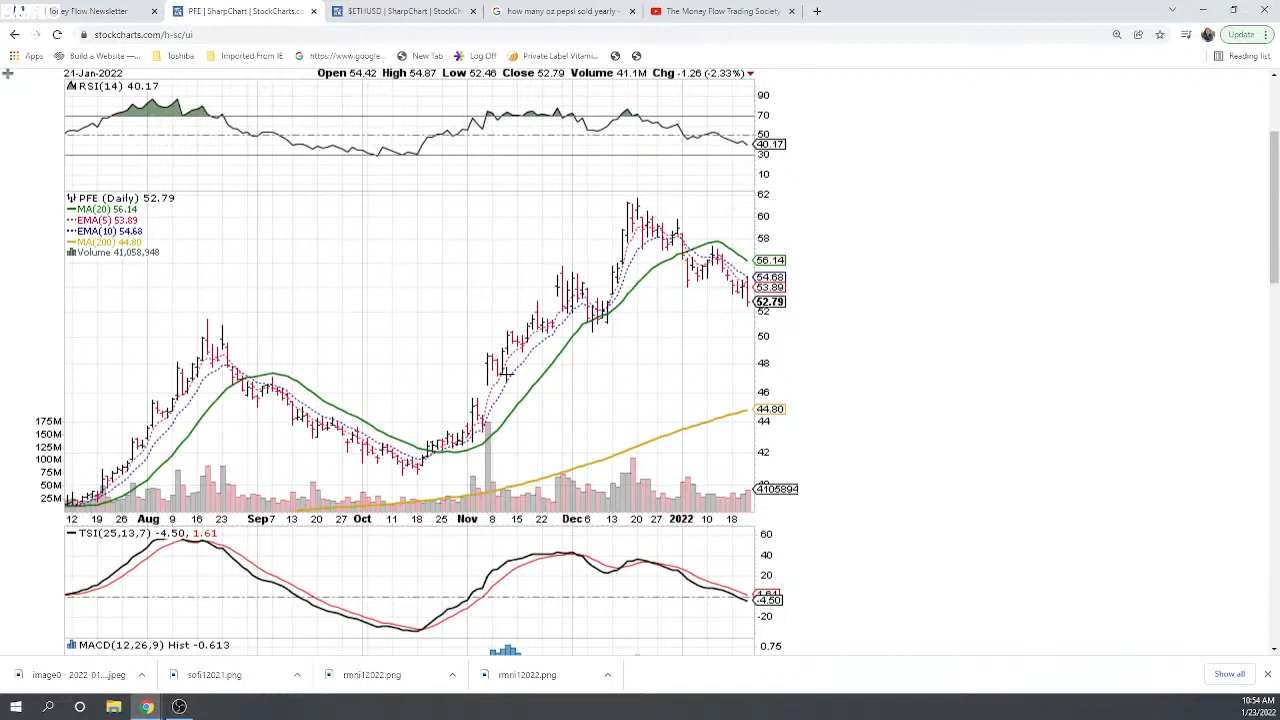 ey Flow Newsletter
PFE | SharpChart | StockCharts.co
$ETHUSD | SharpChart | StockCh
how many oz pepsi sold yearly -
The Money Flow Trading Social
stockcharts.com/h-sc/ui
Update
Apps
Build a Website —...
Toshiba
Imported From IE
https://www.google...
New Tab
Log Off
Private Label Vitami...
Reading list
21-Jan-2022
Open 54.42 High 54.87 Low 52.46 Close 52.79 Volume 41.1M Chg -1.26 (-2.33%)
RSI(14) 40.17
90
70
50
40.17
30
10
PFE (Daily) 52.79
MA(20) 56.14
EMA(5) 53.89
EMA(10) 54.68
MA(200) 44.80
Volume 41,058,948
62
60
58
56.14
54.68
53.89
52.79
52
50
48
46
44.80
44
42
4105894
175M
150M
125M
100M
75M
50M
25M
12 19 26 Aug 9 16 23 Sep 7 13 20 27 Oct 11 18 25 Nov 8 15 22 Dec 6 13 20 27 2022 10 18
TSI(25,13,7) -4.50, 1.61
60
40
20
1.61
-4.50
-20
MACD(12,26,9) Hist -0.613
0.75
image0 - 2022-01....jpeg
sofi12021.png
rmni12022.png
rmni12022.png
Show all
10:54 AM
1/23/2022